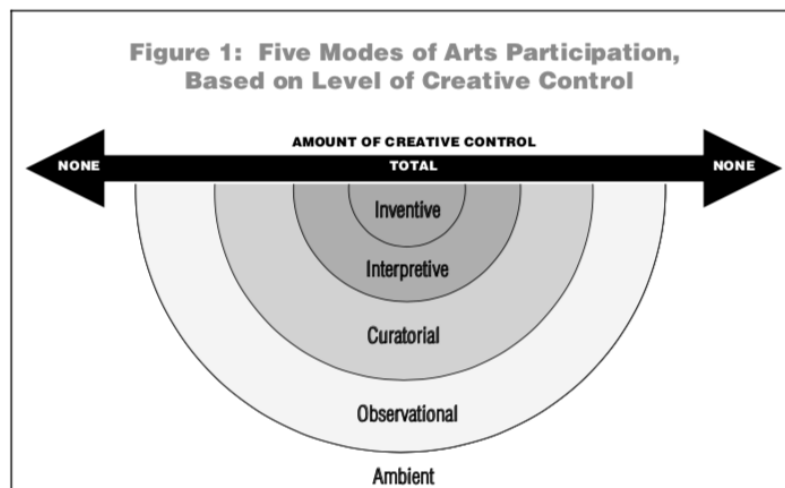 Figure 1: Five Modes of Arts Participation,
Based on Level of Creative Control
AMOUNT OF CREATIVE CONTROL
NONE TOTAL NONE
Inventive
Interpretive
Curatorial
Observational
Ambient